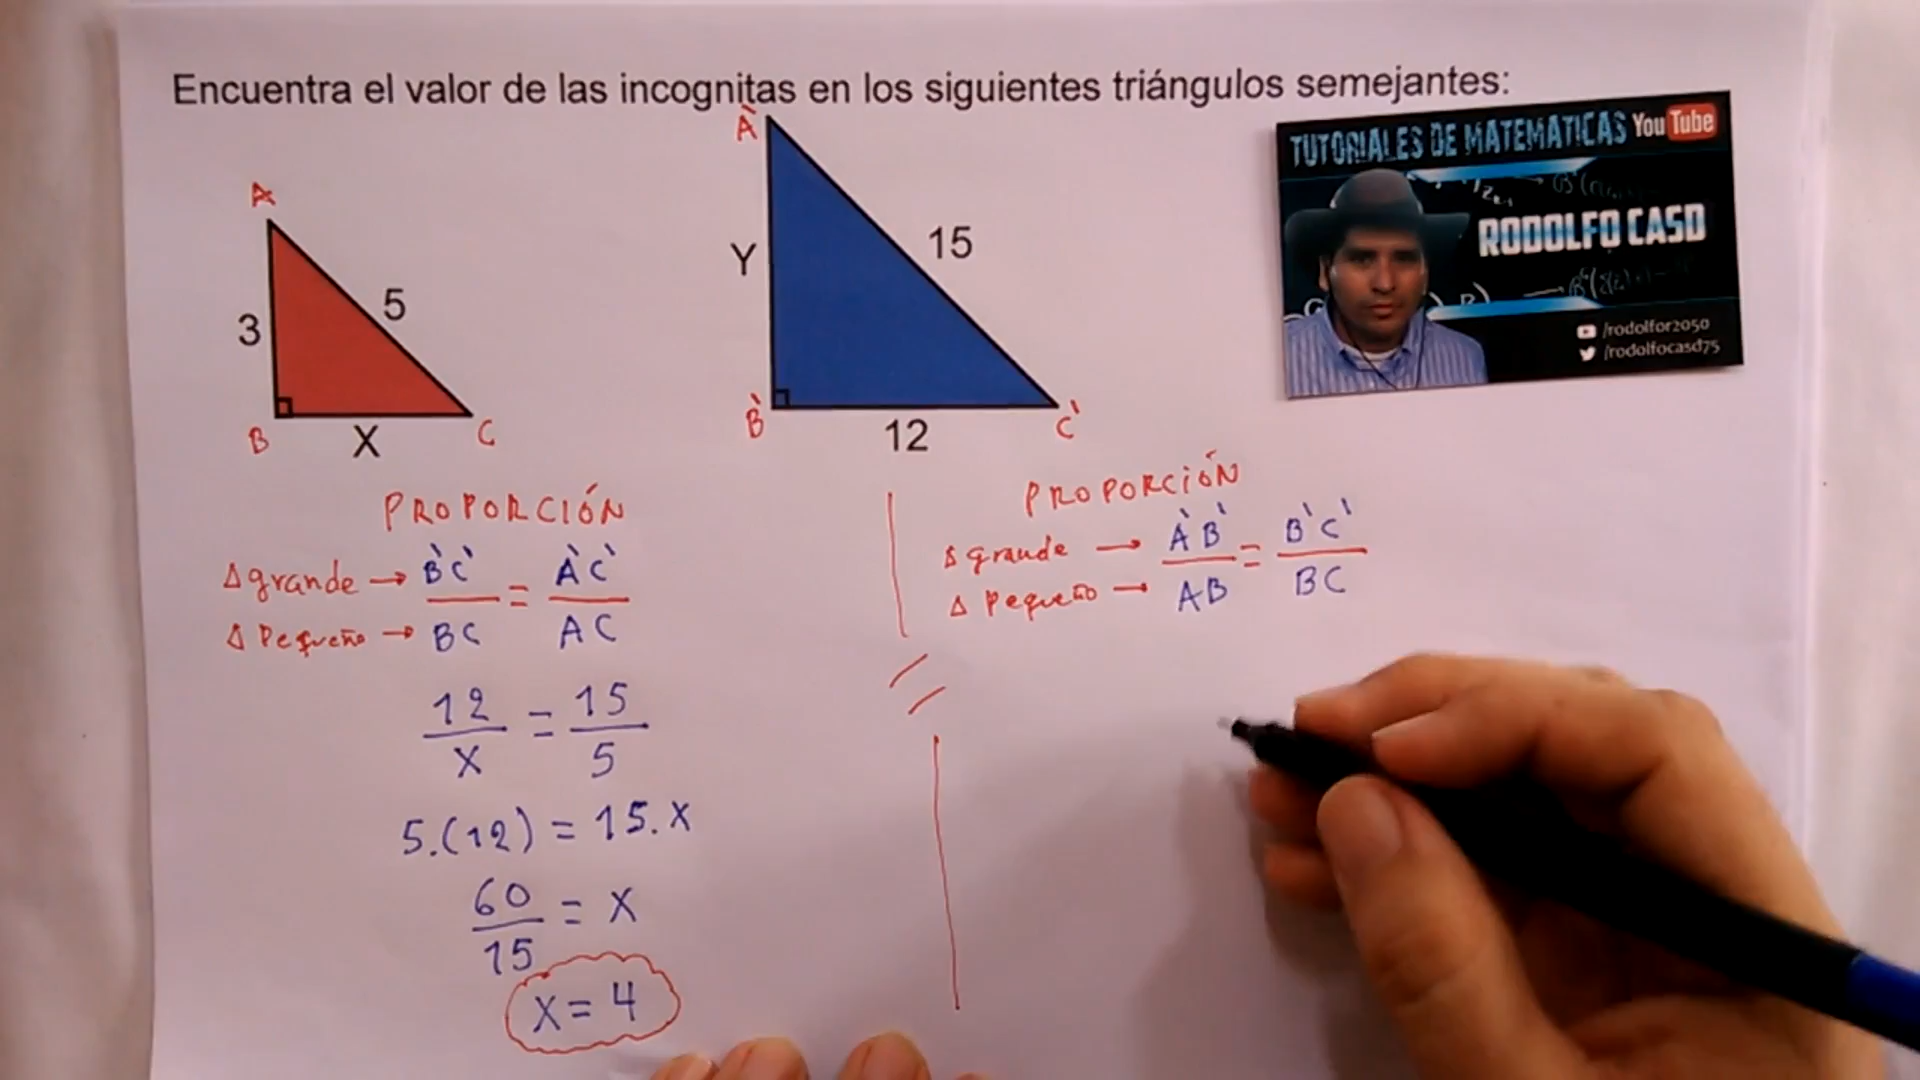 Encuentra el valor de las incognitas en los siguientes triángulos semejantes:
A
3
5
B
X
C
À
Y
15
B̀
12
C'
TUTORIALES DE MATEMATICAS YouTube
RODOLFO CASD
/rodolfor2050
/rodolfocasd75
PROPORCIÓN
Δ grande → B̀C̀ / BC = ÀC̀ / AC
Δ Pequeño →
12/X = 15/5
5.(12) = 15.X
60/15 = X
X = 4
PROPORCIÓN
Δ grande → ÀB̀ / AB = B̀C̀ / BC
Δ Pequeño →